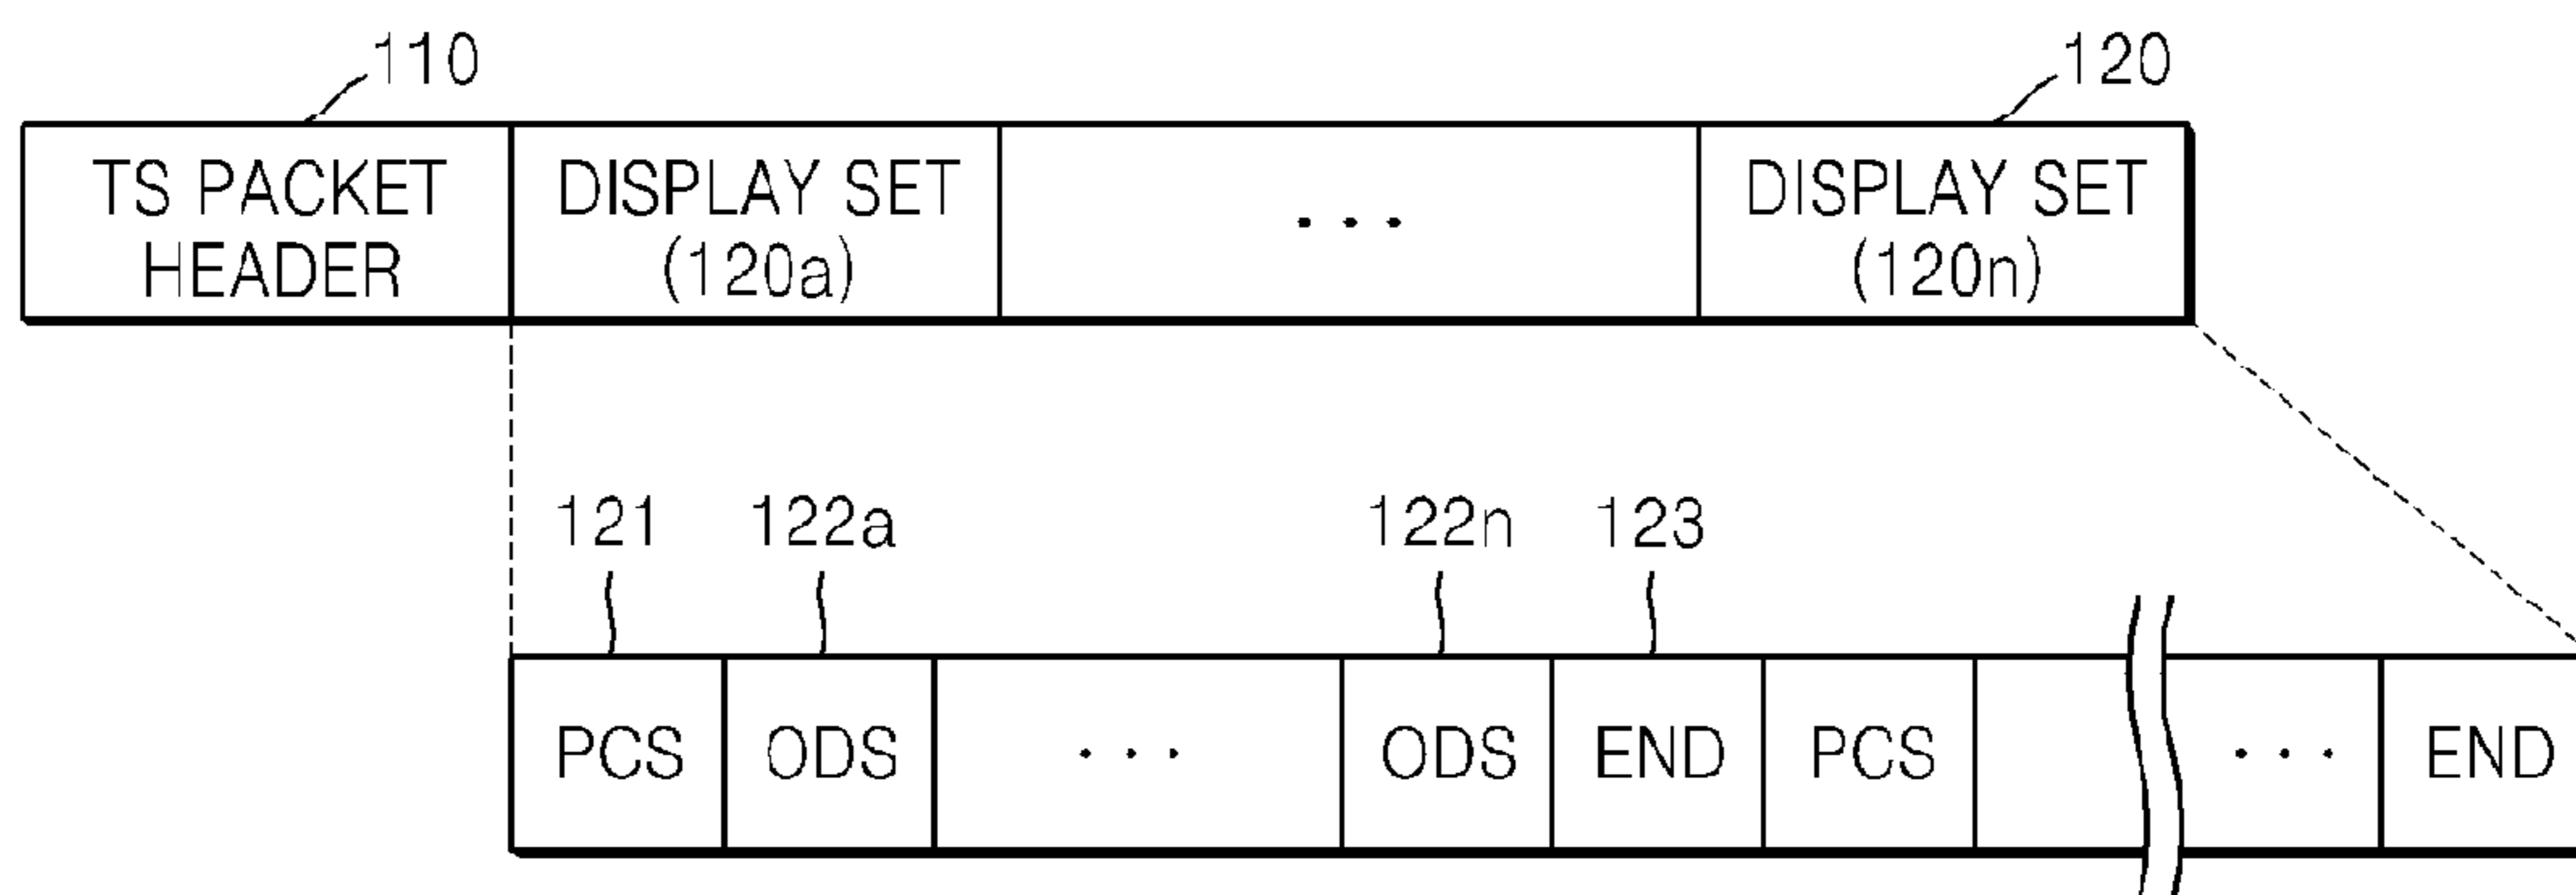 110
120
TS PACKET
HEADER
DISPLAY SET
(120a)
...
DISPLAY SET
(120n)
121
122a
122n
123
PCS
ODS
...
ODS
END
PCS
...
END